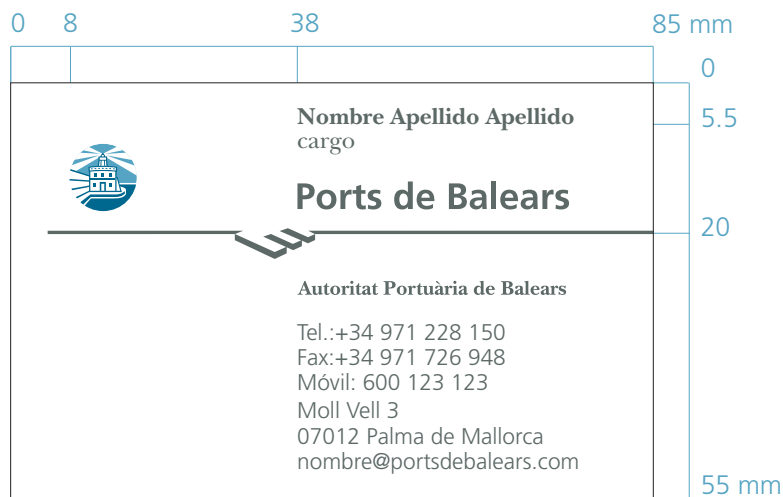 0 8 38 85 mm
0
5.5
20
55 mm
Nombre Apellido Apellido
cargo
Ports de Balears
Autoritat Portuària de Balears
Tel.:+34 971 228 150
Fax:+34 971 726 948
Móvil: 600 123 123
Moll Vell 3
07012 Palma de Mallorca
nombre@portsdebalears.com